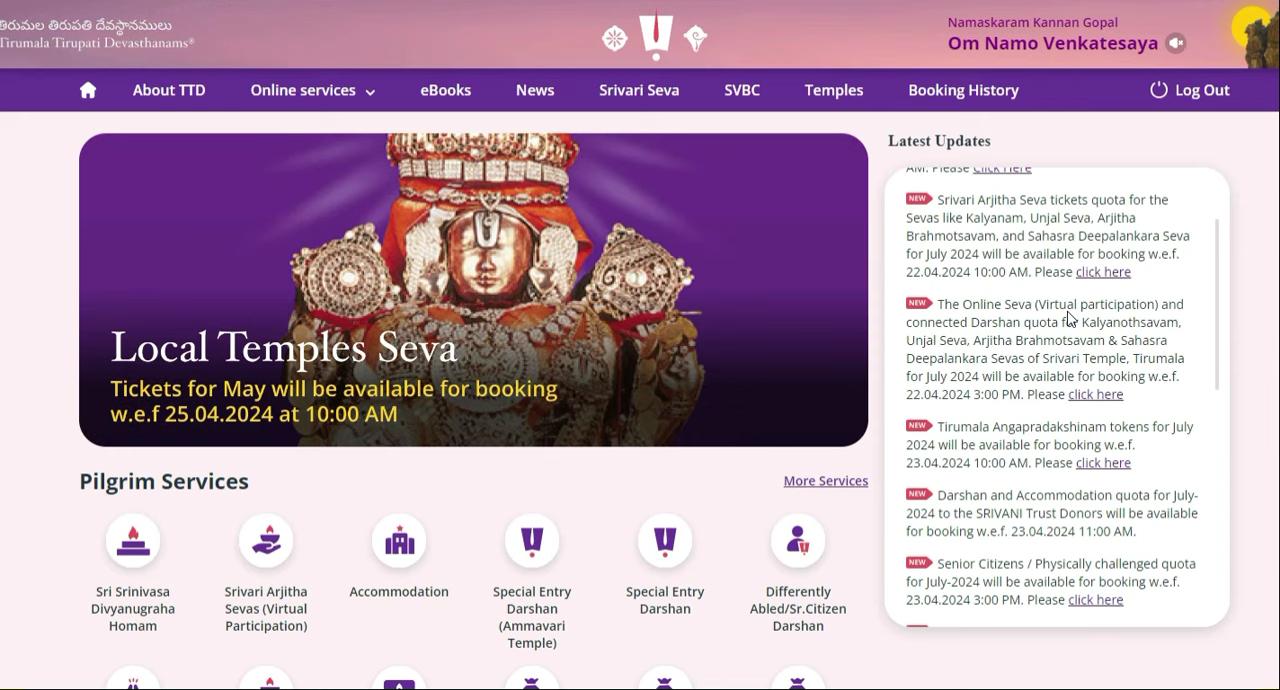 తిరుమల తిరుపతి దేవస్థానములు
Tirumala Tirupati Devasthanams®
Namaskaram Kannan Gopal
Om Namo Venkatesaya
About TTD
Online services
eBooks
News
Srivari Seva
SVBC
Temples
Booking History
Log Out
Local Temples Seva
Tickets for May will be available for booking
w.e.f 25.04.2024 at 10:00 AM
Latest Updates
AM. Please Click Here
NEW Srivari Arjitha Seva tickets quota for the
Sevas like Kalyanam, Unjal Seva, Arjitha
Brahmotsavam, and Sahasra Deepalankara Seva
for July 2024 will be available for booking w.e.f.
22.04.2024 10:00 AM. Please click here
NEW The Online Seva (Virtual participation) and
connected Darshan quota for Kalyanothsavam,
Unjal Seva, Arjitha Brahmotsavam & Sahasra
Deepalankara Sevas of Srivari Temple, Tirumala
for July 2024 will be available for booking w.e.f.
22.04.2024 3:00 PM. Please click here
NEW Tirumala Angapradakshinam tokens for July
2024 will be available for booking w.e.f.
23.04.2024 10:00 AM. Please click here
NEW Darshan and Accommodation quota for July-
2024 to the SRIVANI Trust Donors will be available
for booking w.e.f. 23.04.2024 11:00 AM.
NEW Senior Citizens / Physically challenged quota
for July-2024 will be available for booking w.e.f.
23.04.2024 3:00 PM. Please click here
Pilgrim Services
More Services
Sri Srinivasa
Divyanugraha
Homam
Srivari Arjitha
Sevas (Virtual
Participation)
Accommodation
Special Entry
Darshan
(Ammavari
Temple)
Special Entry
Darshan
Differently
Abled/Sr.Citizen
Darshan